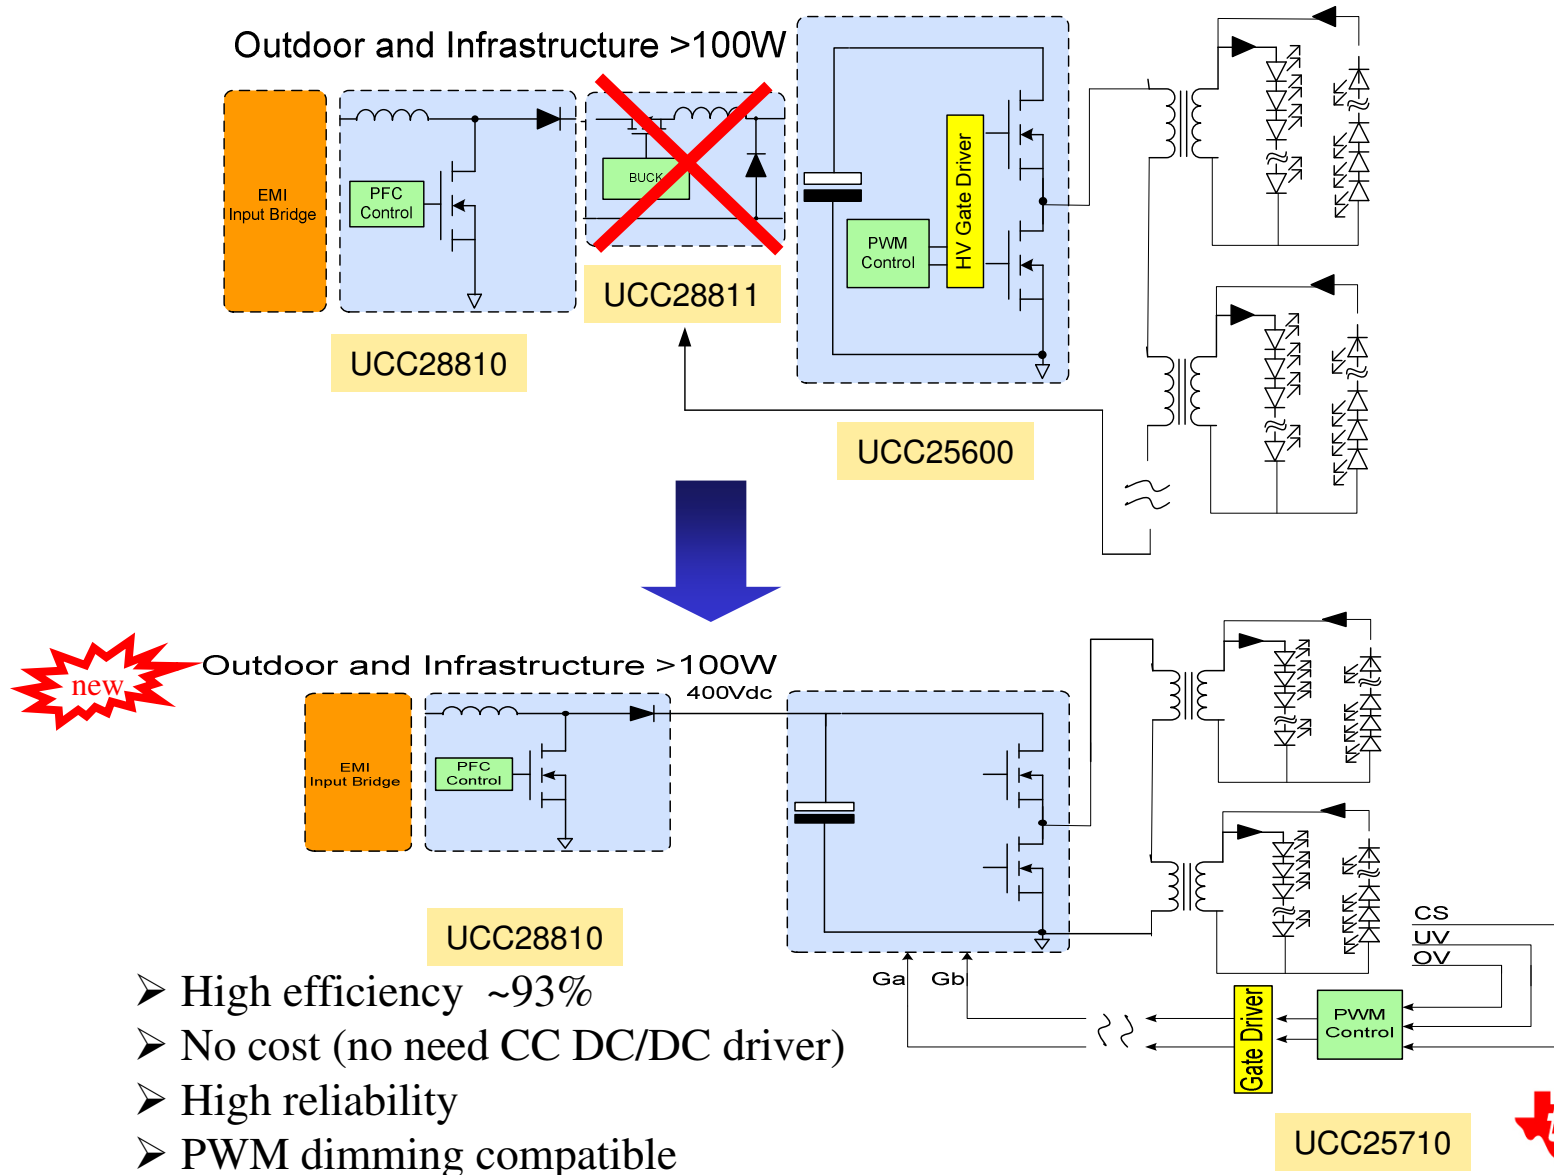 Outdoor and Infrastructure >100W
EMI
Input Bridge
PFC
Control
BUCK
PWM
Control
HV Gate Driver
UCC28811
UCC28810
UCC25600
new
Outdoor and Infrastructure >100W
400Vdc
EMI
Input Bridge
PFC
Control
UCC28810
CS
UV
OV
Ga
Gb
Gate Driver
PWM
Control
UCC25710
➢ High efficiency ~93%
➢ No cost (no need CC DC/DC driver)
➢ High reliability
➢ PWM dimming compatible